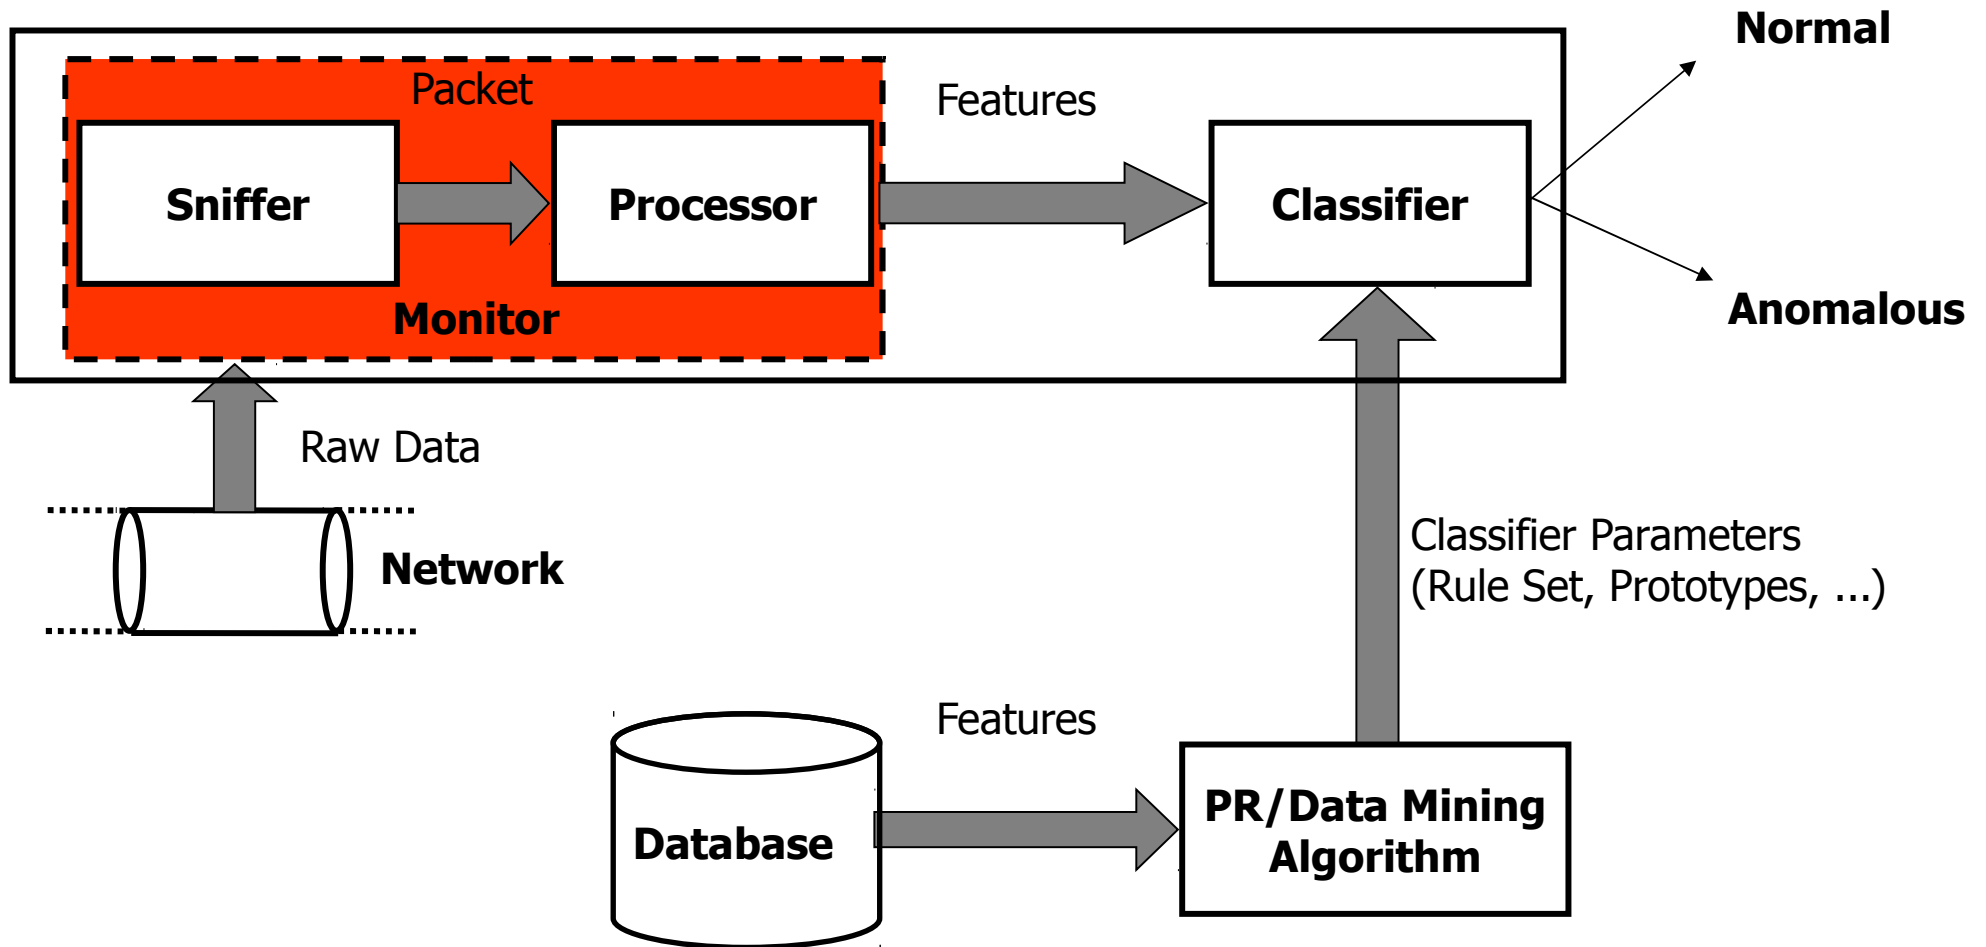 Normal
Packet
Features
Sniffer
Processor
Classifier
Monitor
Anomalous
Raw Data
Network
Classifier Parameters
(Rule Set, Prototypes, ...)
Features
Database
PR/Data Mining
Algorithm